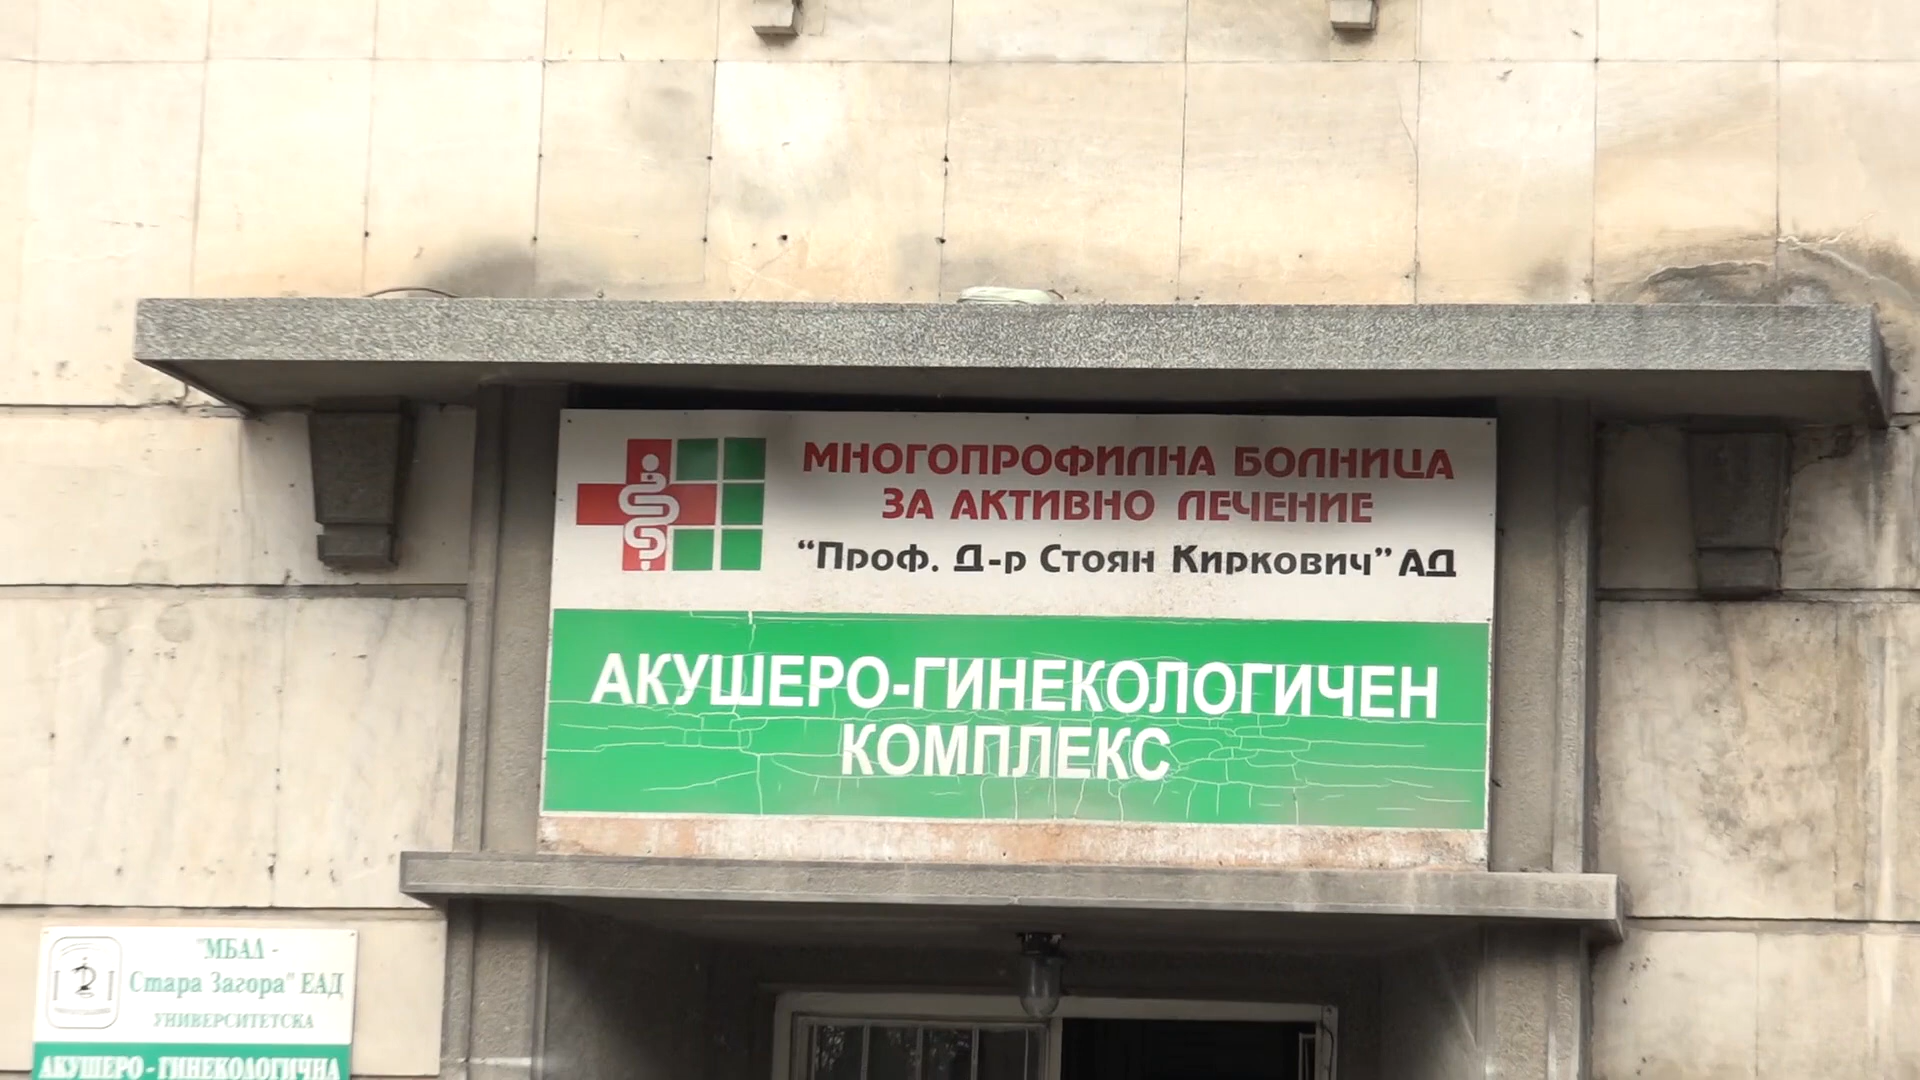 МНОГОПРОФИЛНА БОЛНИЦА
ЗА АКТИВНО ЛЕЧЕНИЕ
“Проф. Д-р Стоян Киркович” АД
АКУШЕРО-ГИНЕКОЛОГИЧЕН
КОМПЛЕКС
"МБАЛ -
Стара Загора" ЕАД
УНИВЕРСИТЕТСКА
АКУШЕРО - ГИНЕКОЛОГИЧНА